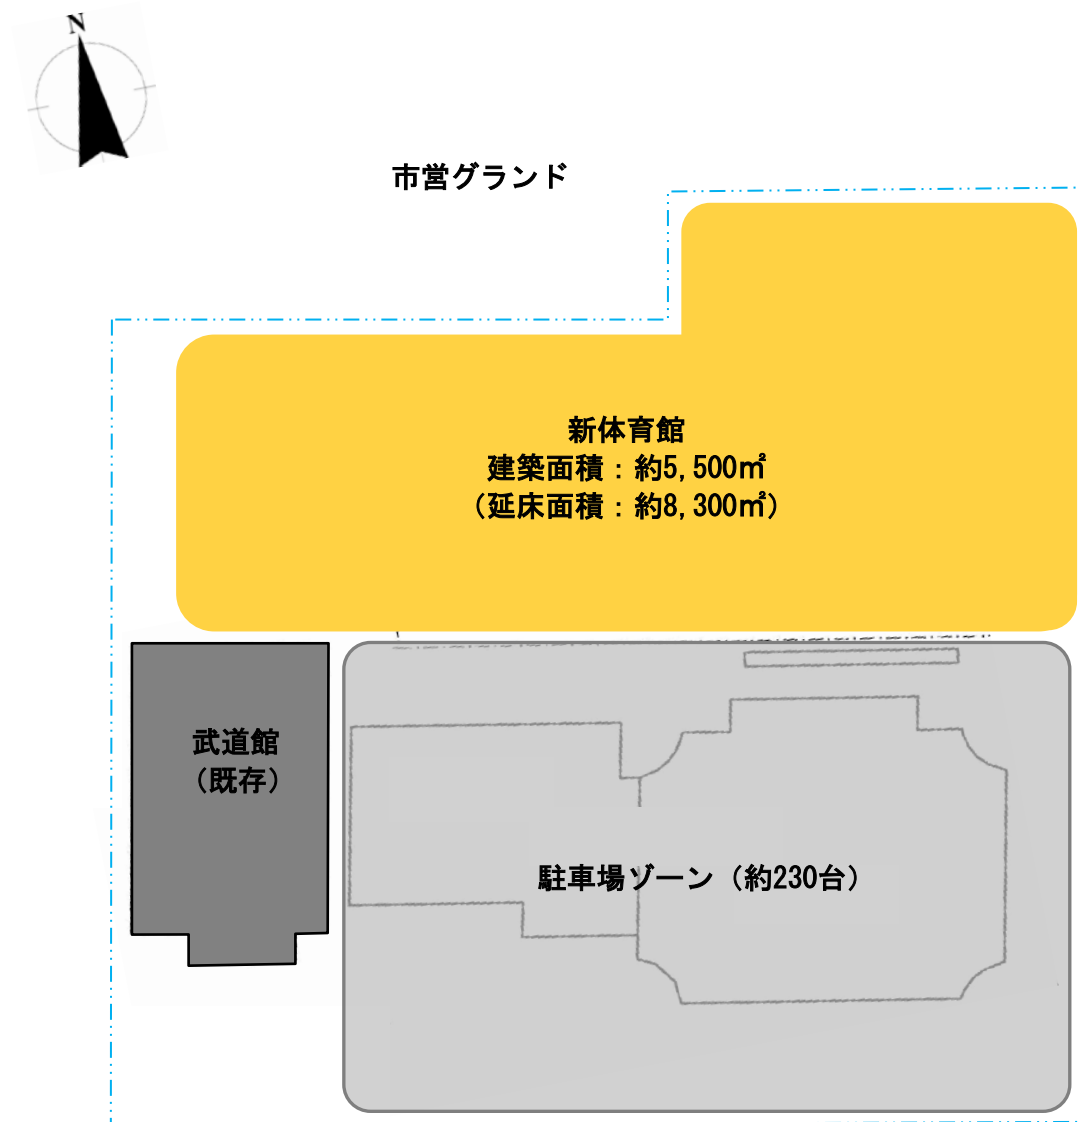 N
市営グランド
新体育館
建築面積：約5,500㎡
（延床面積：約8,300㎡）
武道館
（既存）
駐車場ゾーン（約230台）